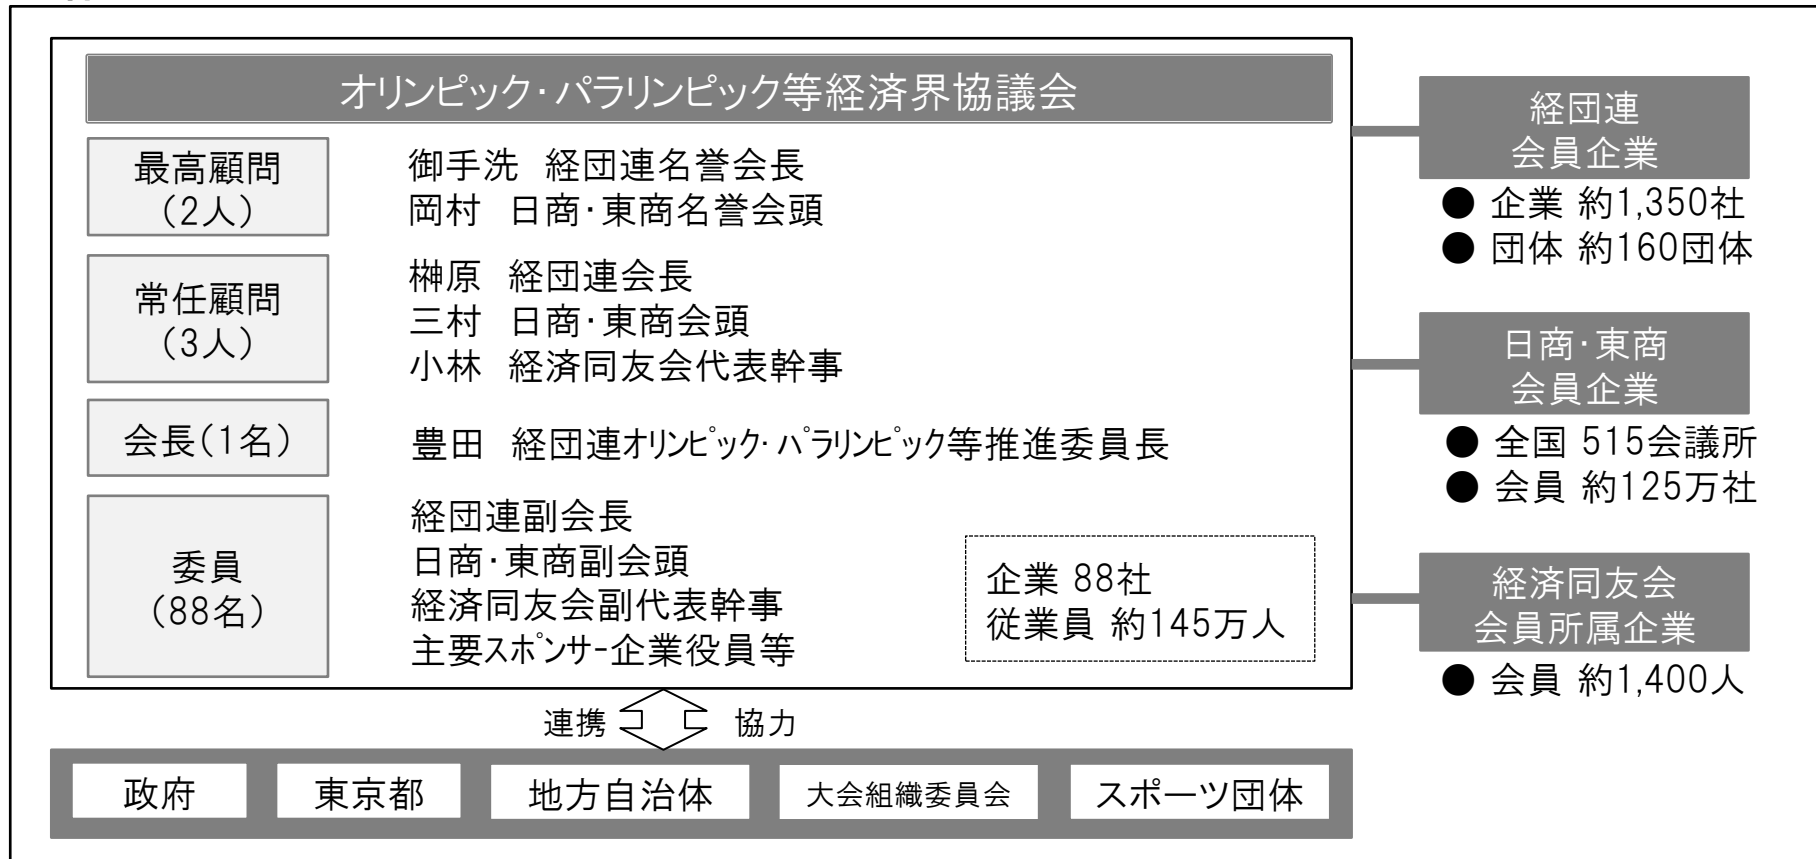 オリンピック・パラリンピック等経済界協議会
最高顧問
(2人)
御手洗 経団連名誉会長
岡村 日商・東商名誉会頭
常任顧問
(3人)
榊原 経団連会長
三村 日商・東商会頭
小林 経済同友会代表幹事
会長(1名)
豊田 経団連オリンピック・パラリンピック等推進委員長
委員
(88名)
経団連副会長
日商・東商副会頭
経済同友会副代表幹事
主要スポンサー企業役員等
企業 88社
従業員 約145万人
経団連
会員企業
● 企業 約1,350社
● 団体 約160団体
日商・東商
会員企業
● 全国 515会議所
● 会員 約125万社
経済同友会
会員所属企業
● 会員 約1,400人
連携 協力
政府
東京都
地方自治体
大会組織委員会
スポーツ団体